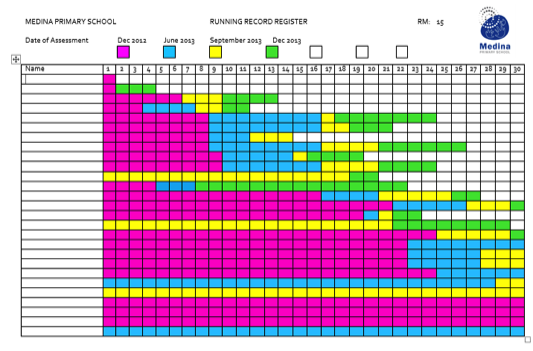 MEDINA PRIMARY SCHOOL RUNNING RECORD REGISTER RM: 15
Date of Assessment Dec 2012 June 2013 September 2013 Dec 2013
Medina
PRIMARY SCHOOL
Name 1 2 3 4 5 6 7 8 9 10 11 12 13 14 15 16 17 18 19 20 21 22 23 24 25 26 27 28 29 30